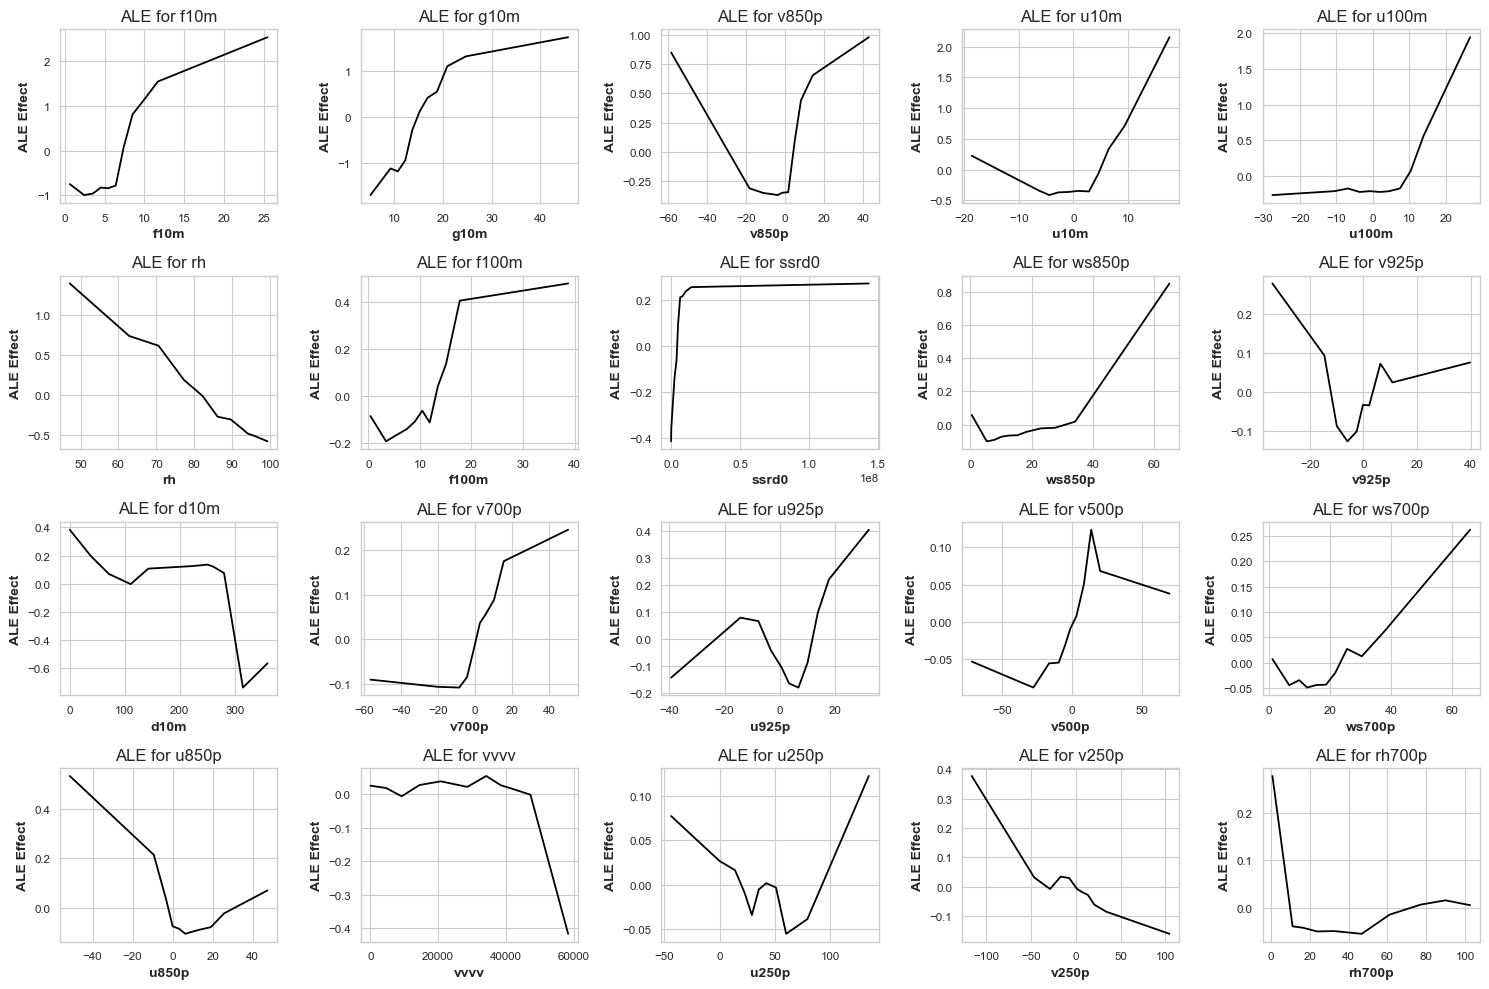 ALE for f10m
ALE Effect
2
1
0
−1
0 5 10 15 20 25
f10m
ALE for g10m
ALE Effect
1
0
−1
10 20 30 40
g10m
ALE for v850p
ALE Effect
1.00
0.75
0.50
0.25
0.00
−0.25
−60 −40 −20 0 20 40
v850p
ALE for u10m
ALE Effect
2.0
1.5
1.0
0.5
0.0
−0.5
−20 −10 0 10
u10m
ALE for u100m
ALE Effect
2.0
1.5
1.0
0.5
0.0
−30 −20 −10 0 10 20
u100m
ALE for rh
ALE Effect
1.0
0.5
0.0
−0.5
50 60 70 80 90 100
rh
ALE for f100m
ALE Effect
0.4
0.2
0.0
−0.2
0 10 20 30 40
f100m
ALE for ssrd0
ALE Effect
0.2
0.0
−0.2
−0.4
0.0 0.5 1.0 1.5
1e8
ssrd0
ALE for ws850p
ALE Effect
0.8
0.6
0.4
0.2
0.0
0 20 40 60
ws850p
ALE for v925p
ALE Effect
0.2
0.1
0.0
−0.1
−20 0 20 40
v925p
ALE for d10m
ALE Effect
0.4
0.2
0.0
−0.2
−0.4
−0.6
0 100 200 300
d10m
ALE for v700p
ALE Effect
0.2
0.1
0.0
−0.1
−60 −40 −20 0 20 40
v700p
ALE for u925p
ALE Effect
0.4
0.3
0.2
0.1
0.0
−0.1
−0.2
−40 −20 0 20
u925p
ALE for v500p
ALE Effect
0.10
0.05
0.00
−0.05
−50 0 50
v500p
ALE for ws700p
ALE Effect
0.25
0.20
0.15
0.10
0.05
0.00
−0.05
0 20 40 60
ws700p
ALE for u850p
ALE Effect
0.4
0.2
0.0
−40 −20 0 20 40
u850p
ALE for vvvv
ALE Effect
0.0
−0.1
−0.2
−0.3
−0.4
0 20000 40000 60000
vvvv
ALE for u250p
ALE Effect
0.10
0.05
0.00
−0.05
−50 0 50 100
u250p
ALE for v250p
ALE Effect
0.4
0.3
0.2
0.1
0.0
−0.1
−100 −50 0 50 100
v250p
ALE for rh700p
ALE Effect
0.2
0.1
0.0
0 20 40 60 80 100
rh700p